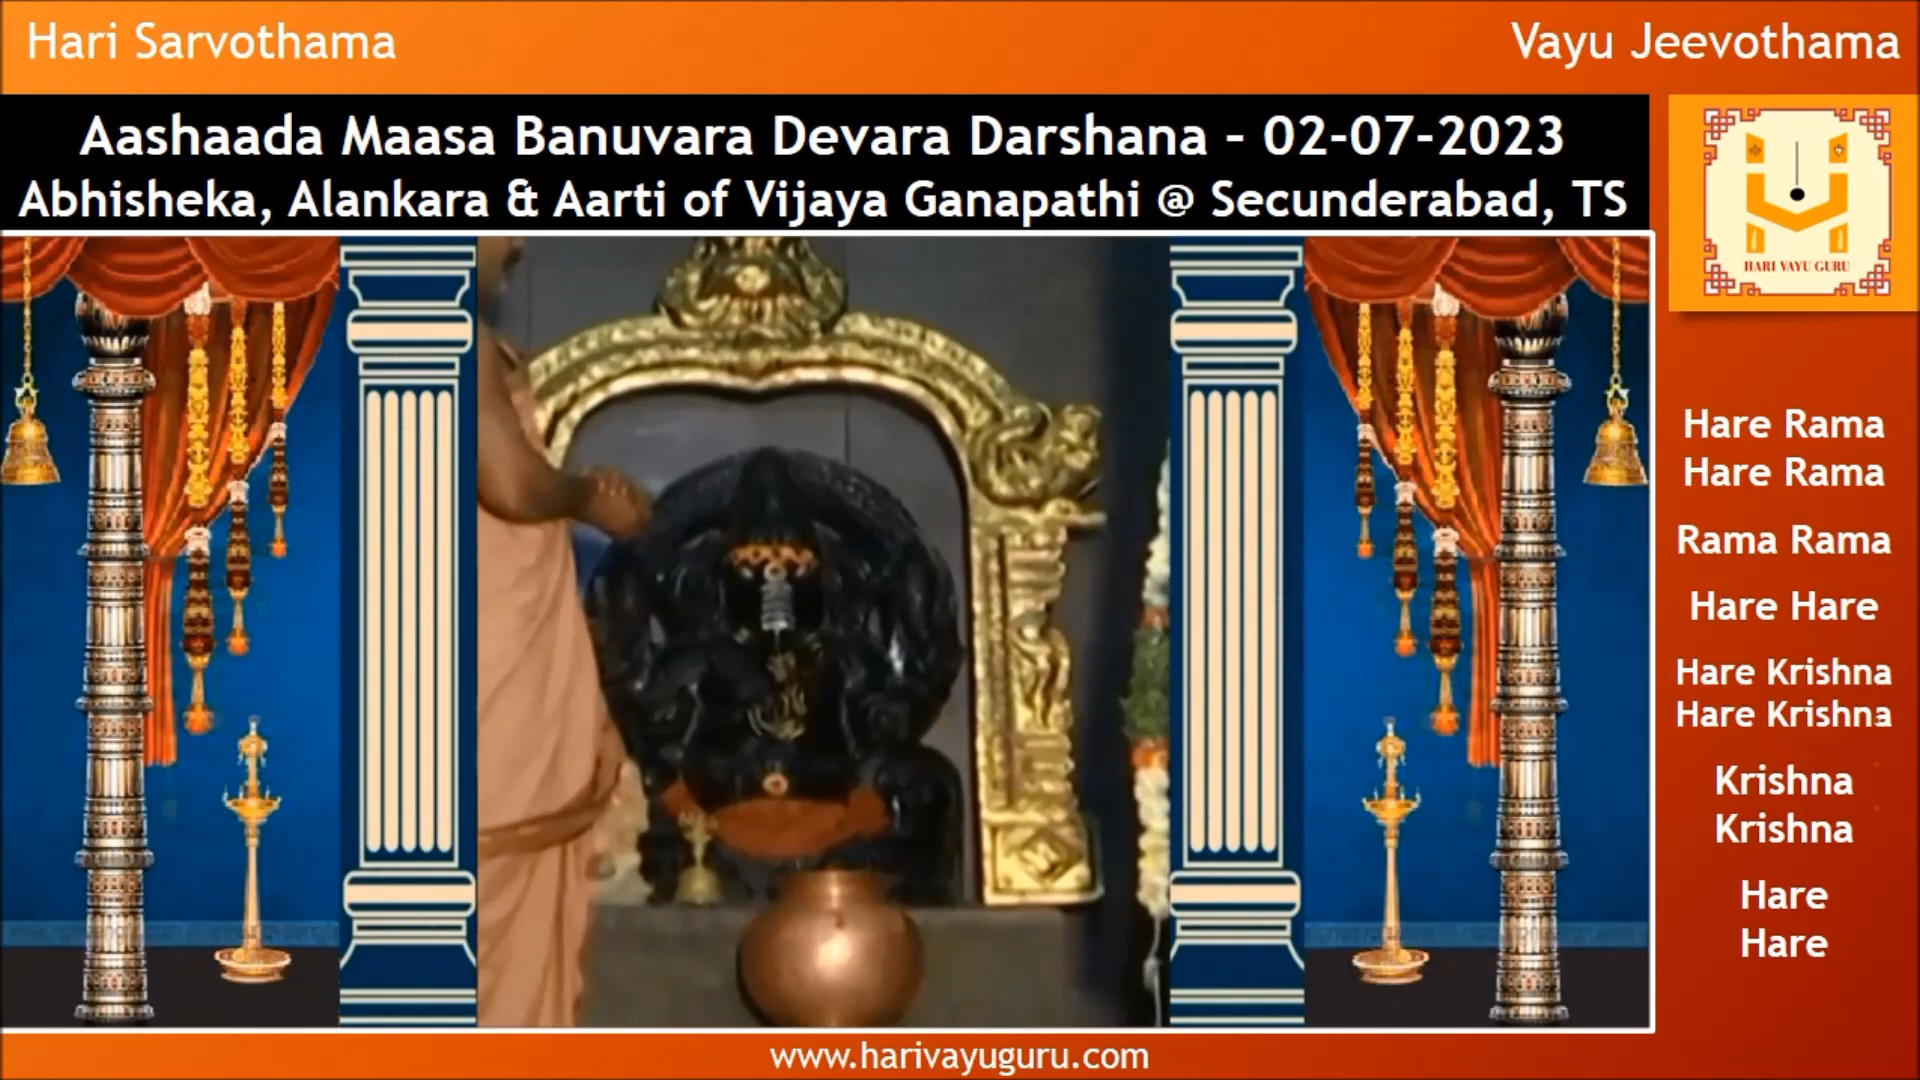 Hari Sarvothama
Vayu Jeevothama
Aashaada Maasa Banuvara Devara Darshana – 02-07-2023
Abhisheka, Alankara & Aarti of Vijaya Ganapathi @ Secunderabad, TS
HARI VAYU GURU
Hare Rama
Hare Rama
Rama Rama
Hare Hare
Hare Krishna
Hare Krishna
Krishna
Krishna
Hare
Hare
www.harivayuguru.com